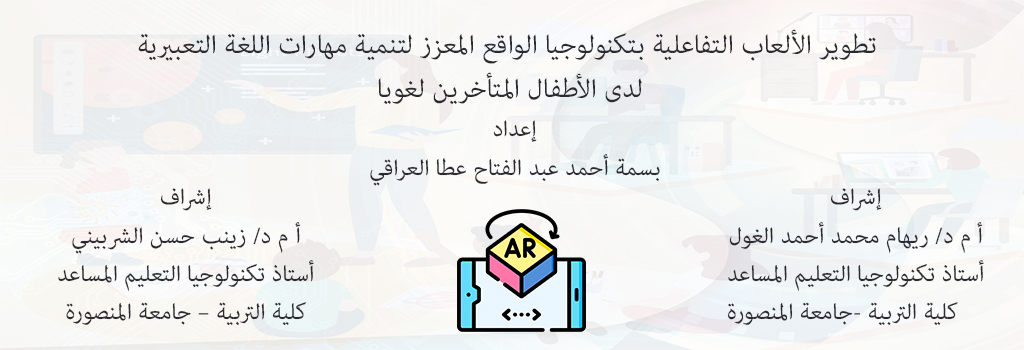 تطوير الألعاب التفاعلية بتكنولوجيا الواقع المعزز لتنمية مهارات اللغة التعبيرية
لدى الأطفال المتأخرين لغويا
إعداد
بسمة أحمد عبد الفتاح عطا العراقي
إشراف
أ م د/ ريهام محمد أحمد الغول
أستاذ تكنولوجيا التعليم المساعد
كلية التربية -جامعة المنصورة
إشراف
أ م د/ زينب حسن الشربيني
أستاذ تكنولوجيا التعليم المساعد
كلية التربية – جامعة المنصورة
AR